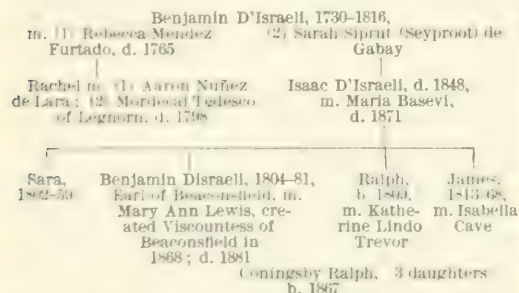 Benjamin D'Israeli, 1730-1816,
m. (1) Rebecca Mendez Furtado, d. 1765
(2) Sarah Siprut (Seyproot) de Gabay
Rachel m. (1) Aaron Nuñez
de Lara; (2) Mordecai Tedesco
of Leghorn, d. 1798
Isaac D'Israeli, d. 1848,
m. Maria Basevi,
d. 1871
Sara,
1802-59
Benjamin Disraeli, 1804-81,
Earl of Beaconsfield, m.
Mary Ann Lewis, cre-
ated Viscountess of
Beaconsfield in
1868; d. 1881
Ralph,
b. 1809,
m. Kathe-
rine Lindo
Trevor
James,
1813-68,
m. Isabella
Cave
Coningsby Ralph,
b. 1867
3 daughters